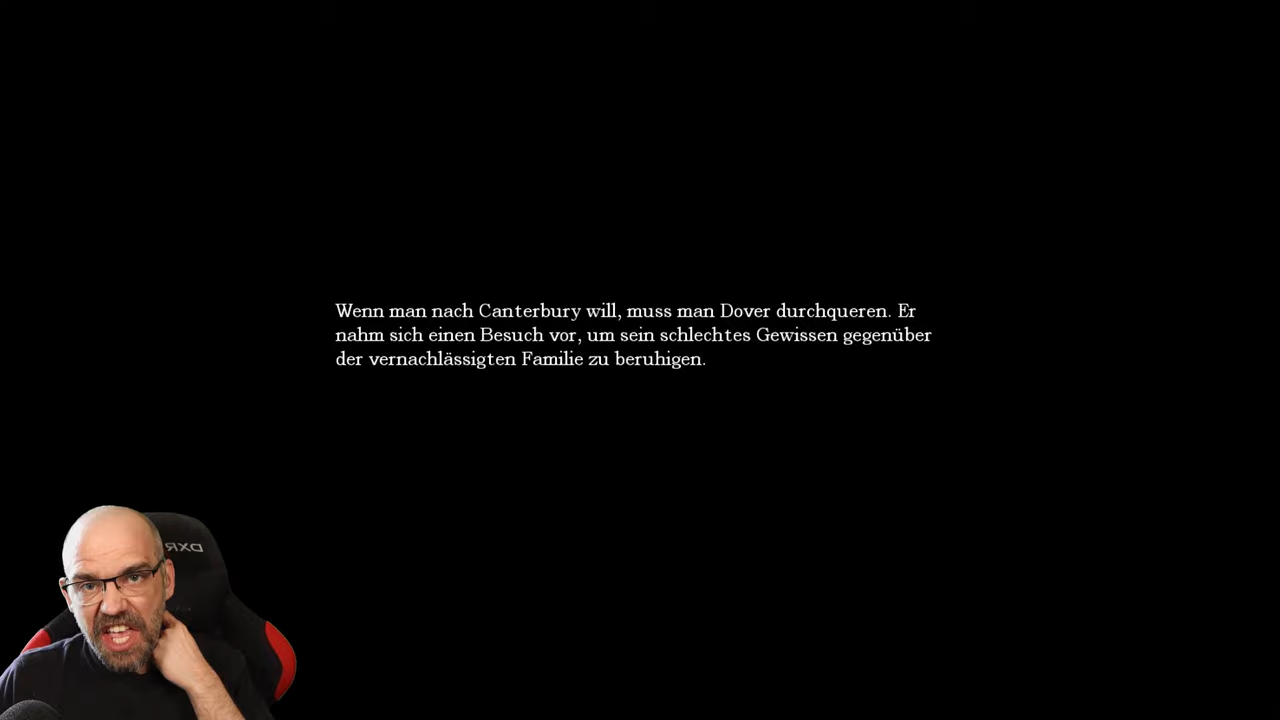 Wenn man nach Canterbury will, muss man Dover durchqueren. Er
nahm sich einen Besuch vor, um sein schlechtes Gewissen gegenüber
der vernachlässigten Familie zu beruhigen.
DXR